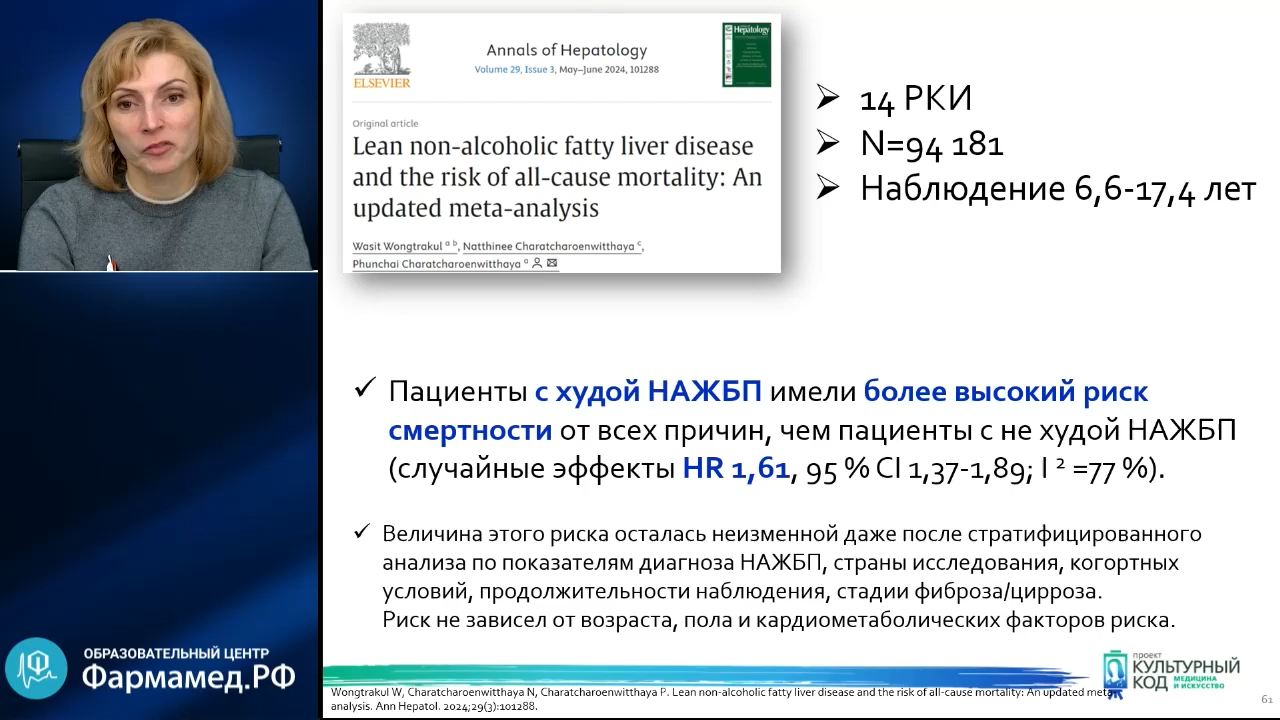 ELSEVIER
Annals of Hepatology
Volume 29, Issue 3, May–June 2024, 101288
Hepatology
Original article
Lean non-alcoholic fatty liver disease
and the risk of all-cause mortality: An
updated meta-analysis
Wasit Wongtrakul a b, Natthinee Charatcharoenwitthaya c,
Phunchai Charatcharoenwitthaya a
➢ 14 РКИ
➢ N=94 181
➢ Наблюдение 6,6-17,4 лет
✓ Пациенты с худой НАЖБП имели более высокий риск
смертности от всех причин, чем пациенты с не худой НАЖБП
(случайные эффекты HR 1,61, 95 % CI 1,37-1,89; I ² =77 %).
✓ Величина этого риска осталась неизменной даже после стратифицированного
анализа по показателям диагноза НАЖБП, страны исследования, когортных
условий, продолжительности наблюдения, стадии фиброза/цирроза.
Риск не зависел от возраста, пола и кардиометаболических факторов риска.
ОБРАЗОВАТЕЛЬНЫЙ ЦЕНТР
Фармамед.РФ
проект
КУЛЬТУРНЫЙ
КОД МЕДИЦИНА
И ИСКУССТВО
Wongtrakul W, Charatcharoenwitthaya N, Charatcharoenwitthaya P. Lean non-alcoholic fatty liver disease and the risk of all-cause mortality: An updated meta-
analysis. Ann Hepatol. 2024;29(3):101288.
61